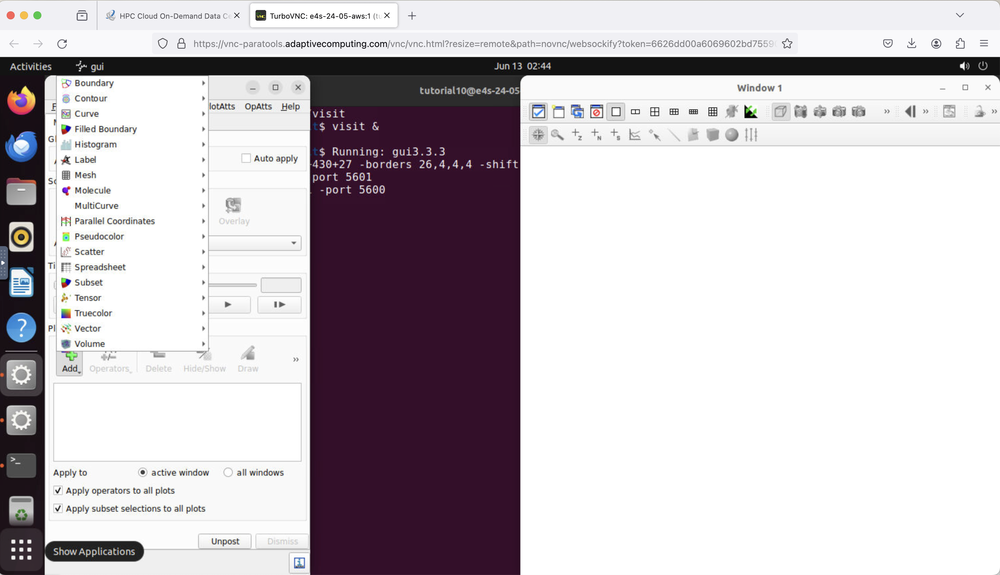 HPC Cloud On-Demand Data Ce
TurboVNC: e4s-24-05-aws:1 (tu
https://vnc-paratools.adaptivecomputing.com/vnc/vnc.html?resize=remote&path=novnc/websockify?token=6626dd00a6069602bd75590
Activities
gui
Jun 13 02:44
Boundary
Contour
Curve
Filled Boundary
Histogram
Label
Mesh
Molecule
MultiCurve
Parallel Coordinates
Pseudocolor
Scatter
Spreadsheet
Subset
Tensor
Truecolor
Vector
Volume
lotAtts OpAtts Help
Gl
Auto apply
So
Overlay
Ti
Pl
Add
Operators
Delete
Hide/Show
Draw
Apply to
active window
all windows
Apply operators to all plots
Apply subset selections to all plots
Unpost
Dismiss
Show Applications
tutorial10@e4s-24-05
visit
t$ visit &
t$ Running: gui3.3.3
430+27 -borders 26,4,4,4 -shift
port 5601
-port 5600
Window 1